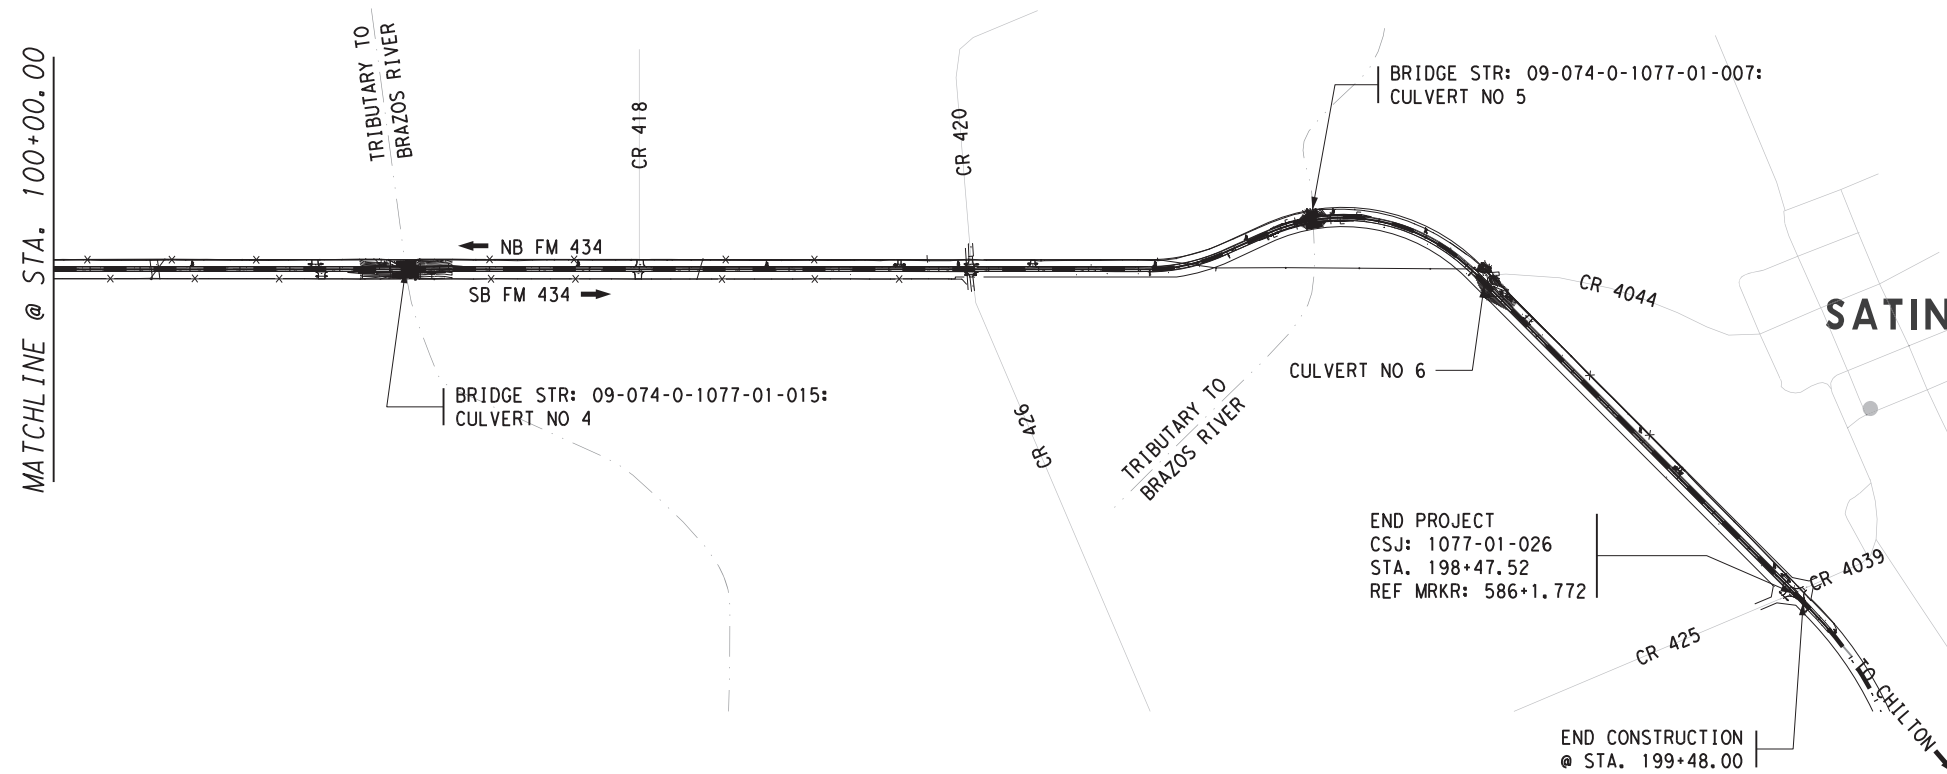 MATCHLINE @ STA. 100+00.00
TRIBUTARY TO
BRAZOS RIVER
NB FM 434
SB FM 434
BRIDGE STR: 09-074-0-1077-01-015:
CULVERT NO 4
CR 418
CR 420
CR 426
BRIDGE STR: 09-074-0-1077-01-007:
CULVERT NO 5
TRIBUTARY TO
BRAZOS RIVER
CULVERT NO 6
CR 4044
SATIN
END PROJECT
CSJ: 1077-01-026
STA. 198+47.52
REF MRKR: 586+1.772
CR 4039
CR 425
TO CHILTON
END CONSTRUCTION
@ STA. 199+48.00